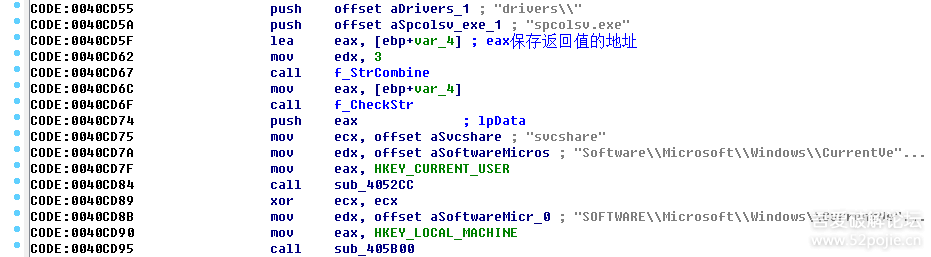 CODE:0040CD55 push offset aDrivers_1 ; "drivers\\"
CODE:0040CD5A push offset aSpcolsv_exe_1 ; "spcolsv.exe"
CODE:0040CD5F lea eax, [ebp+var_4] ; eax保存返回值的地址
CODE:0040CD62 mov edx, 3
CODE:0040CD67 call f_StrCombine
CODE:0040CD6C mov eax, [ebp+var_4]
CODE:0040CD6F call f_CheckStr
CODE:0040CD74 push eax ; lpData
CODE:0040CD75 mov ecx, offset aSvcshare ; "svcshare"
CODE:0040CD7A mov edx, offset aSoftwareMicros ; "Software\\Microsoft\\Windows\\CurrentVe"...
CODE:0040CD7F mov eax, HKEY_CURRENT_USER
CODE:0040CD84 call sub_4052CC
CODE:0040CD89 xor ecx, ecx
CODE:0040CD8B mov edx, offset aSoftwareMicr_0 ; "SOFTWARE\\Microsoft\\Windows\\CurrentVe"...
CODE:0040CD90 mov eax, HKEY_LOCAL_MACHINE
CODE:0040CD95 call sub_405B00
吾爱破解论坛
www.52pojie.cn